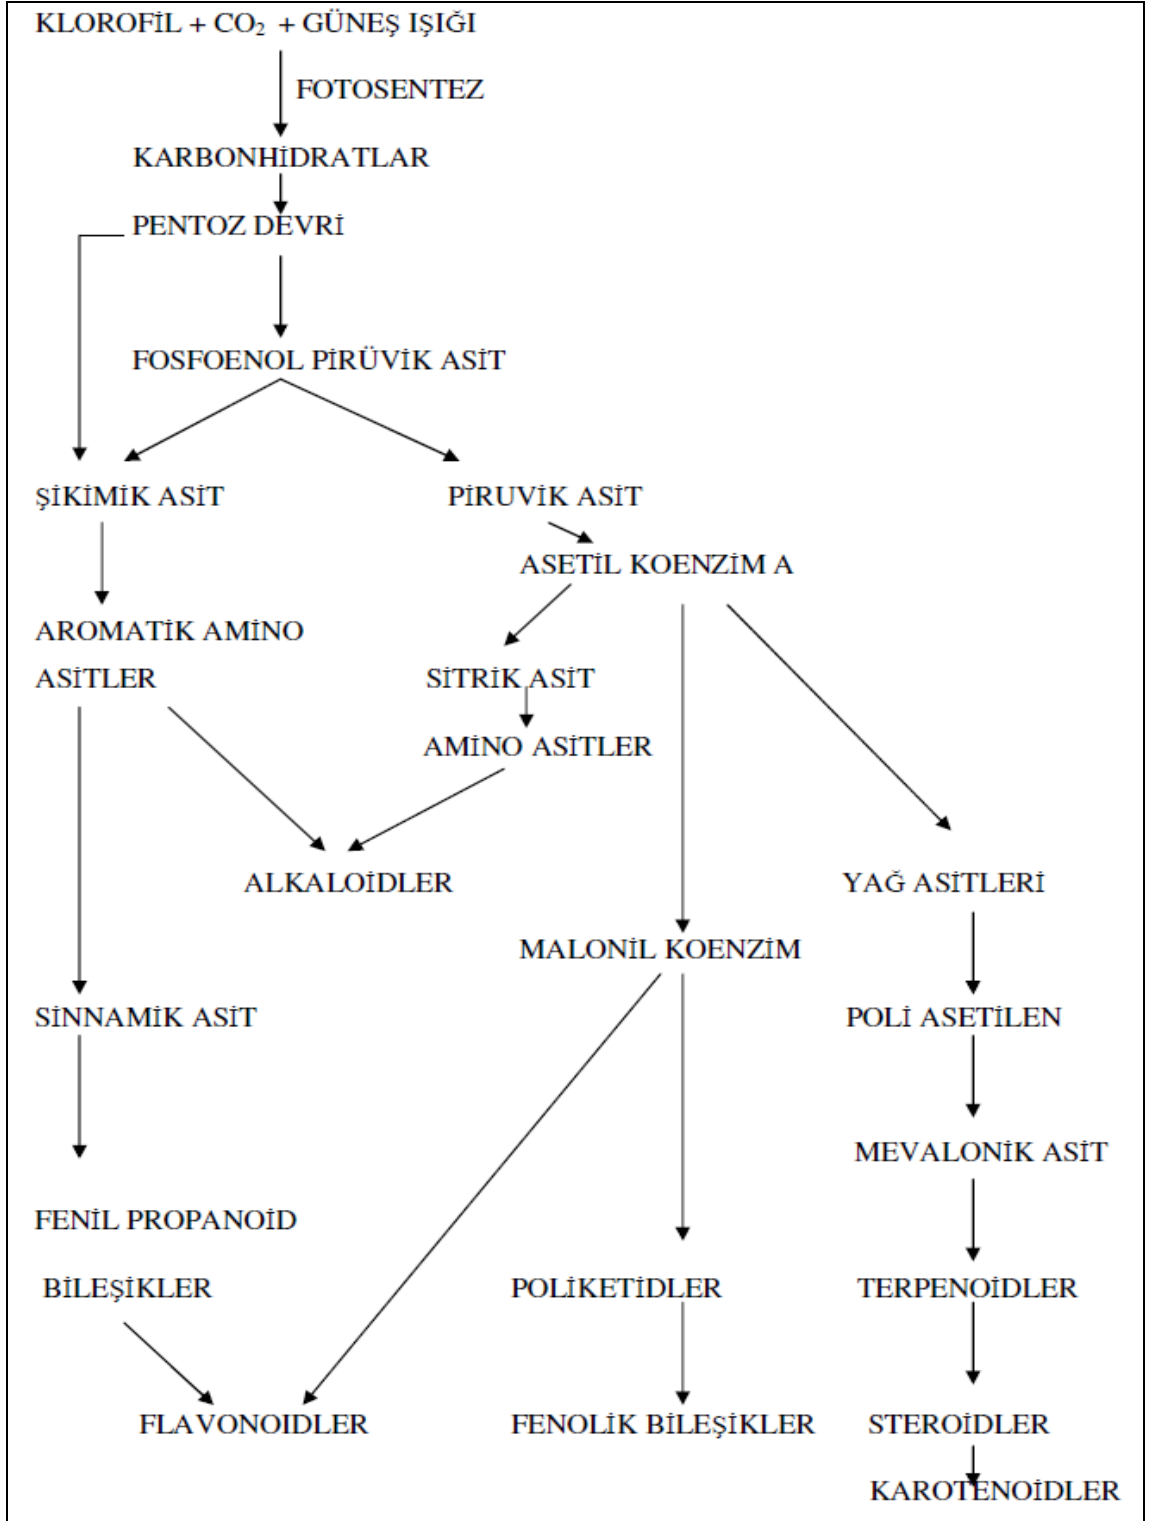 KLOROFİL + CO₂ + GÜNEŞ IŞIĞI
FOTOSENTEZ
KARBONHİDRATLAR
PENTOZ DEVRİ
FOSFOENOL PİRÜVİK ASİT
ŞİKİMİK ASİT
PİRUVİK ASİT
ASETİL KOENZİM A
AROMATİK AMİNO
ASİTLER
SİTRİK ASİT
AMİNO ASİTLER
ALKALOİDLER
YAĞ ASİTLERİ
MALONİL KOENZİM
SİNNAMİK ASİT
POLİ ASETİLEN
MEVALONİK ASİT
FENİL PROPANOİD
BİLEŞİKLER
POLİKETİDLER
TERPENOİDLER
FLAVONOIDLER
FENOLİK BİLEŞİKLER
STEROİDLER
KAROTENOİDLER